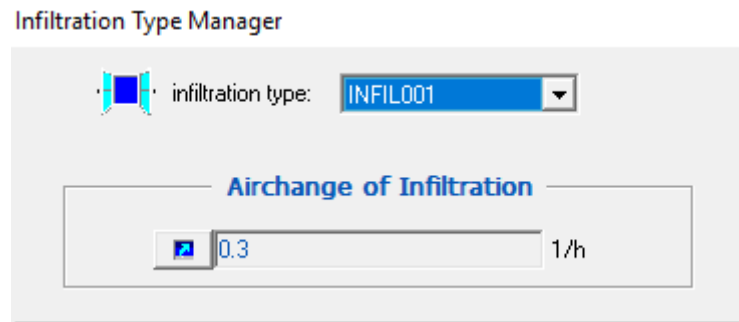 Infiltration Type Manager
infiltration type: INFIL001
Airchange of Infiltration
0.3 1/h